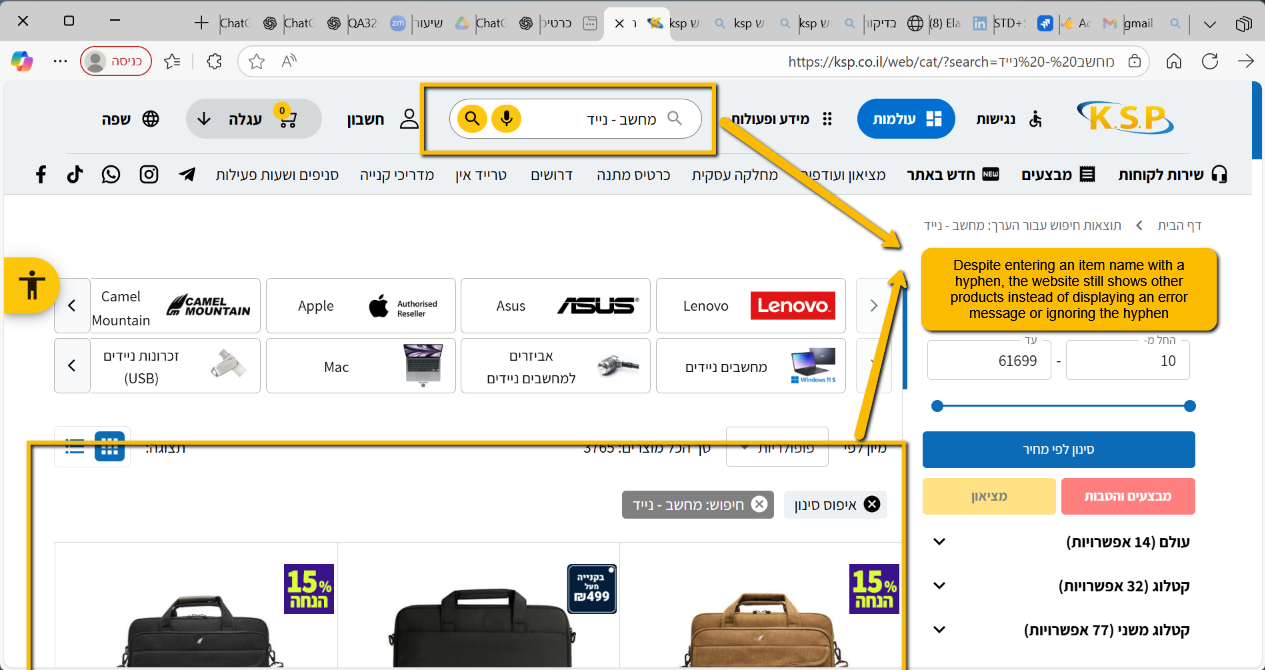 ChatG
ChatG
QA32
שיעור
ChatG
כרטיכ
ksp ש
ksp ש
ksp ש
בדיקור
(8) Ela
STD+
Ac
gmail
כניסה
https://ksp.co.il/web/cat/?search=מחשב%20-%20נייד
K.S.P
נגישות
עולמות
מידע ופעולות
מחשב - נייד
חשבון
עגלה
0
שפה
שירות לקוחות
מבצעים
NEW
חדש באתר
מציאון ועודפים
מחלקה עסקית
כרטיס מתנה
דרושים
טרייד אין
מדריכי קנייה
סניפים ושעות פעילות
דף הבית
תוצאות חיפוש עבור הערך: מחשב - נייד
Despite entering an item name with a
hyphen, the website still shows other
products instead of displaying an error
message or ignoring the hyphen
Lenovo
Lenovo
Asus
ASUS
Apple
Authorised
Reseller
Camel
Mountain
CAMEL
MOUNTAIN
מחשבים ניידים
Windows 11 S
אביזרים
למחשבים ניידים
Mac
זכרונות ניידים
(USB)
החל מ-
10
-
עד
61699
סינון לפי מחיר
מבצעים והטבות
מציאון
עולם (14 אפשרויות)
קטלוג (32 אפשרויות)
קטלוג משני (77 אפשרויות)
מיון לפי
פופולריות
סך הכל מוצרים: 3765
תצוגה:
איפוס סינון
חיפוש: מחשב - נייד
15%
הנחה
בקנייה
מעל
₪499
15%
הנחה